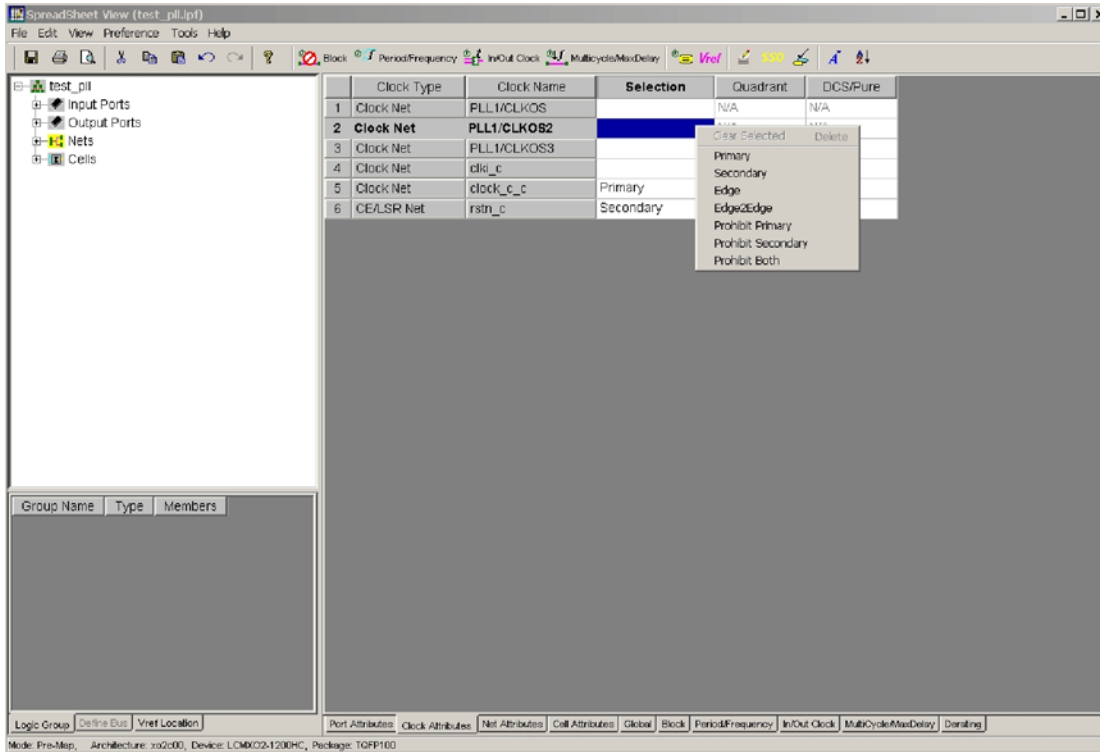 SpreadSheet View (test_pll.lpf)
File Edit View Preference Tools Help
Block Period/Frequency In/Out Clock Multicycle/MaxDelay Vref SSO A
test_pll
Input Ports
Output Ports
Nets
Cells
Clock Type Clock Name Selection Quadrant DCS/Pure
1 Clock Net PLL1/CLKOS N/A N/A
2 Clock Net PLL1/CLKOS2
3 Clock Net PLL1/CLKOS3
4 Clock Net clki_c
5 Clock Net clock_c_c Primary
6 CE/LSR Net rstn_c Secondary
Clear Selected Delete
Primary
Secondary
Edge
Edge2Edge
Prohibit Primary
Prohibit Secondary
Prohibit Both
Group Name Type Members
Logic Group Define Bus Vref Location
Port Attributes Clock Attributes Net Attributes Cell Attributes Global Block Period/Frequency In/Out Clock MultiCycle/MaxDelay Derating
Mode: Pre-Map, Architecture: xo2c00, Device: LCMXO2-1200HC, Package: TQFP100